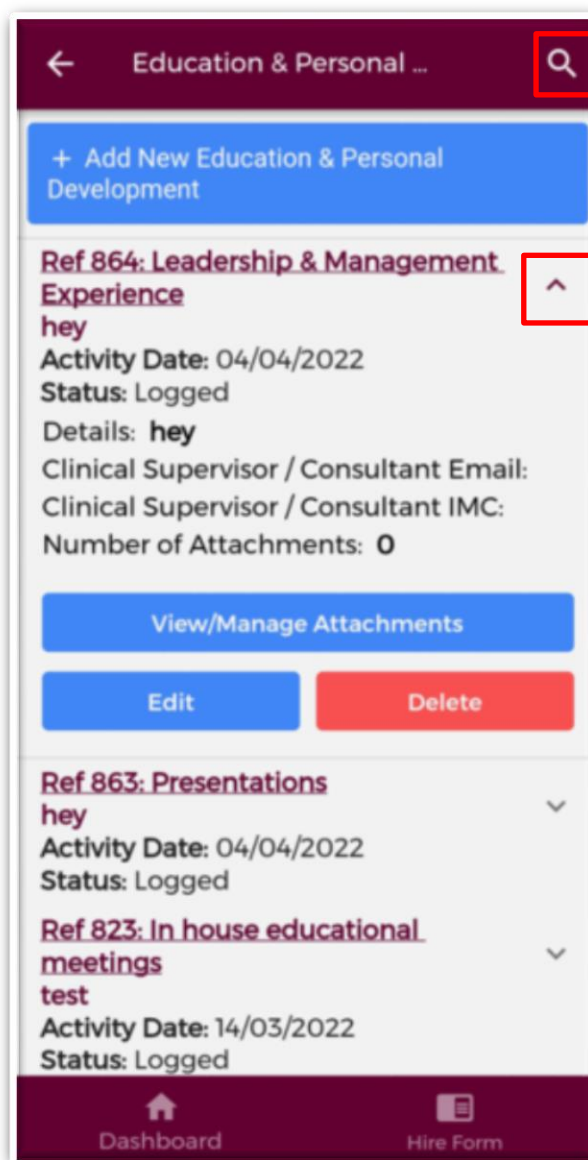 Education & Personal ...
+ Add New Education & Personal
Development
Ref 864: Leadership & Management
Experience
hey
Activity Date: 04/04/2022
Status: Logged
Details: hey
Clinical Supervisor / Consultant Email:
Clinical Supervisor / Consultant IMC:
Number of Attachments: 0
View/Manage Attachments
Edit Delete
Ref 863: Presentations
hey
Activity Date: 04/04/2022
Status: Logged
Ref 823: In house educational
meetings
test
Activity Date: 14/03/2022
Status: Logged
Dashboard Hire Form